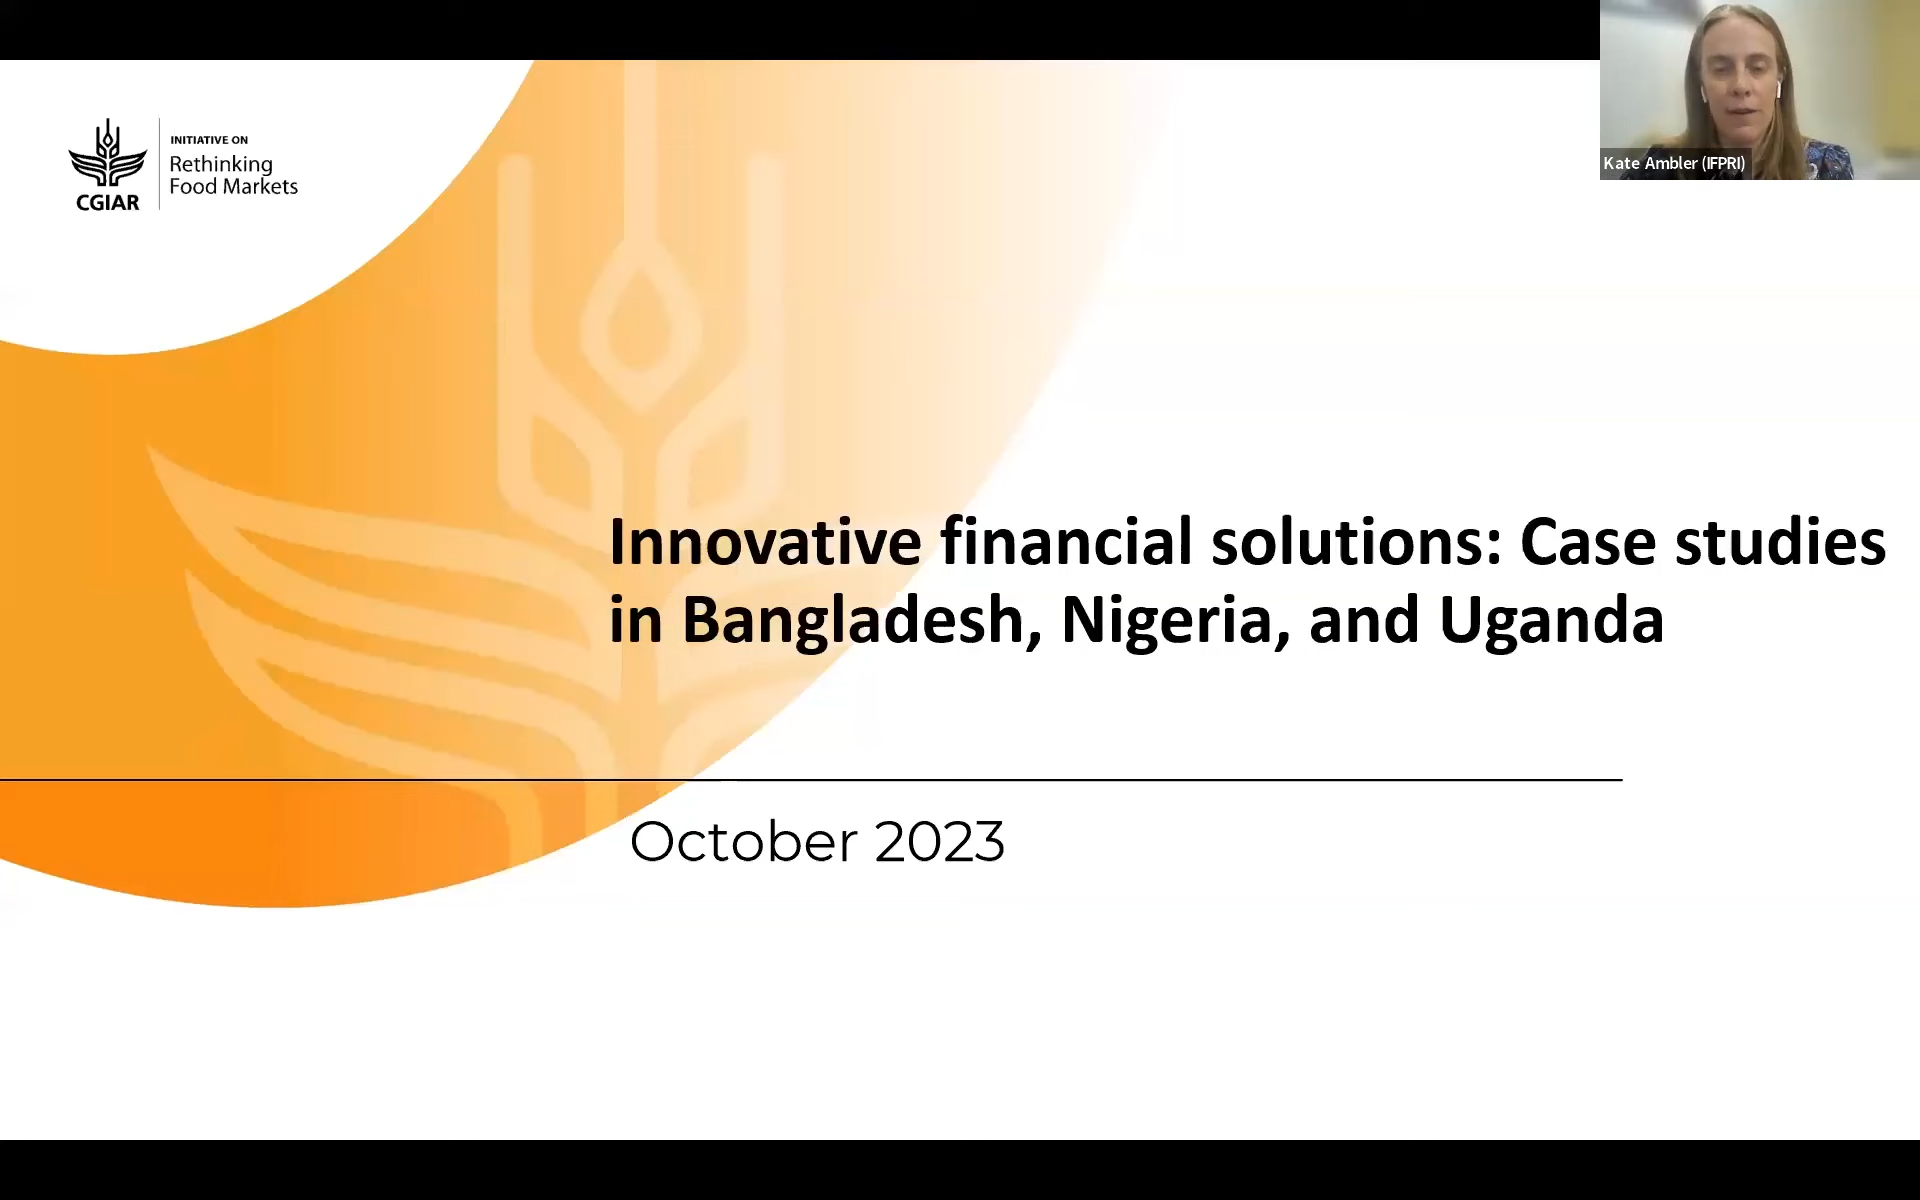 INITIATIVE ON
Rethinking
Food Markets
CGIAR
Kate Ambler (IFPRI)
Innovative financial solutions: Case studies
in Bangladesh, Nigeria, and Uganda
October 2023